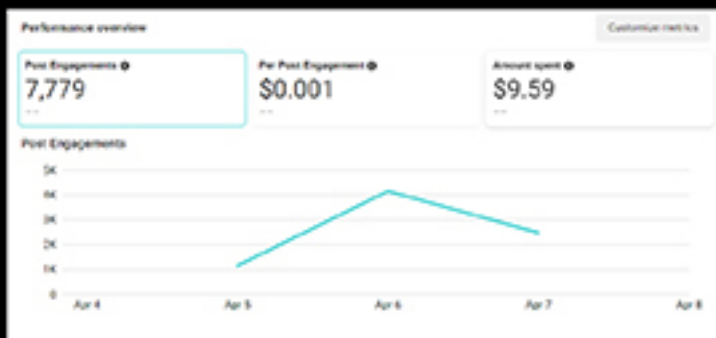 Performance overview
Customize metrics
Post Engagements
Per Post Engagement
Amount spent
7,779
$0.001
$9.59
--
--
--
Post Engagements
5K
4K
3K
2K
1K
0
Apr 4
Apr 5
Apr 6
Apr 7
Apr 8